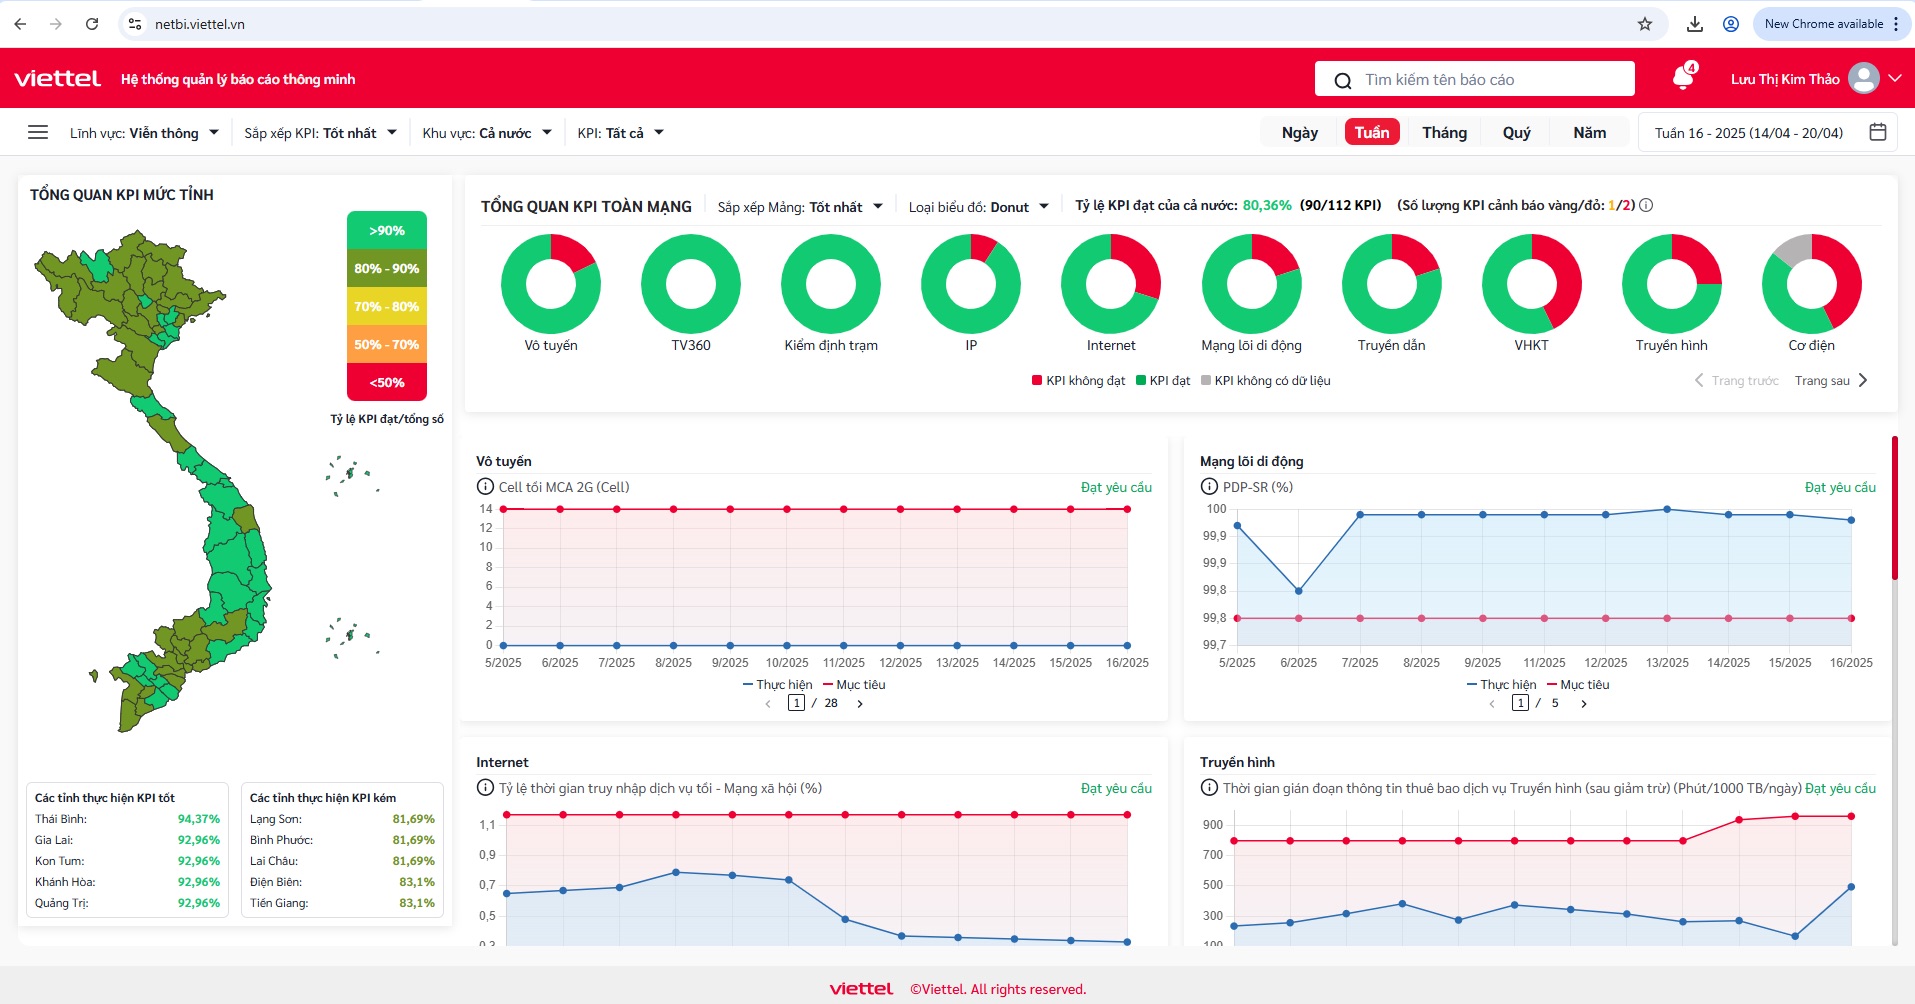 netbi.viettel.vn
New Chrome available
viettel Hệ thống quản lý báo cáo thông minh
Tìm kiếm tên báo cáo
4
Lưu Thị Kim Thảo
Lĩnh vực: Viễn thông
Sắp xếp KPI: Tốt nhất
Khu vực: Cả nước
KPI: Tất cả
Ngày Tuần Tháng Quý Năm
Tuần 16 - 2025 (14/04 - 20/04)
TỔNG QUAN KPI MỨC TỈNH
>90%
80% - 90%
70% - 80%
50% - 70%
<50%
Tỷ lệ KPI đạt/tổng số
Các tỉnh thực hiện KPI tốt
Thái Bình: 94,37%
Gia Lai: 92,96%
Kon Tum: 92,96%
Khánh Hòa: 92,96%
Quảng Trị: 92,96%
Các tỉnh thực hiện KPI kém
Lạng Sơn: 81,69%
Bình Phước: 81,69%
Lai Châu: 81,69%
Điện Biên: 83,1%
Tiền Giang: 83,1%
TỔNG QUAN KPI TOÀN MẠNG
Sắp xếp Mảng: Tốt nhất
Loại biểu đồ: Donut
Tỷ lệ KPI đạt của cả nước: 80,36% (90/112 KPI) (Số lượng KPI cảnh báo vàng/đỏ: 1/2)
Vô tuyến TV360 Kiểm định trạm IP Internet Mạng lõi di động Truyền dẫn VHKT Truyền hình Cơ điện
KPI không đạt KPI đạt KPI không có dữ liệu
Trang trước Trang sau
Vô tuyến
Cell tồi MCA 2G (Cell) Đạt yêu cầu
14
12
10
8
6
4
2
0
5/2025 6/2025 7/2025 8/2025 9/2025 10/2025 11/2025 12/2025 13/2025 14/2025 15/2025 16/2025
Thực hiện Mục tiêu
1 / 28
Mạng lõi di động
PDP-SR (%) Đạt yêu cầu
100
99,9
99,9
99,8
99,8
99,7
5/2025 6/2025 7/2025 8/2025 9/2025 11/2025 12/2025 13/2025 14/2025 15/2025 16/2025
Thực hiện Mục tiêu
1 / 5
Internet
Tỷ lệ thời gian truy nhập dịch vụ tồi - Mạng xã hội (%) Đạt yêu cầu
1,1
0,9
0,7
0,5
0,3
Truyền hình
Thời gian gián đoạn thông tin thuê bao dịch vụ Truyền hình (sau giảm trừ) (Phút/1000 TB/ngày) Đạt yêu cầu
900
700
500
300
100
viettel ©Viettel. All rights reserved.